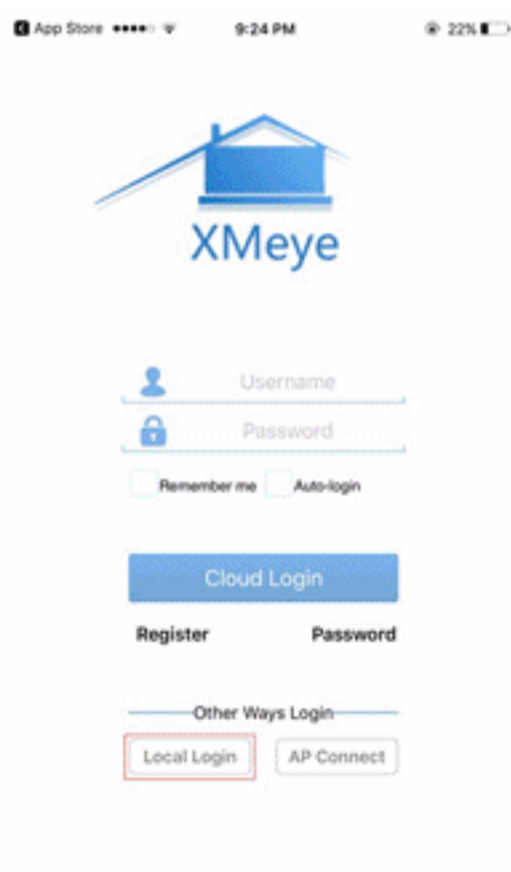 App Store 9:24 PM 22%
XMeye
Username
Password
Remember me Auto-login
Cloud Login
Register Password
Other Ways Login
Local Login AP Connect